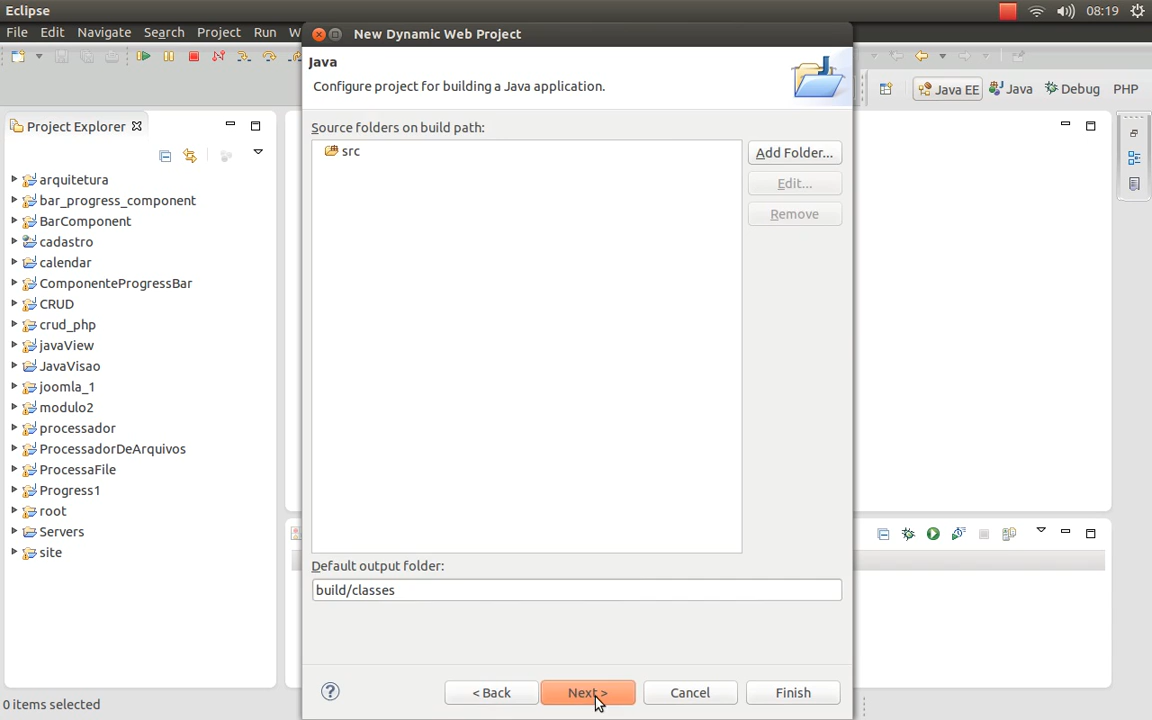 Eclipse
08:19
File Edit Navigate Search Project Run W
New Dynamic Web Project
Java
Configure project for building a Java application.
Java EE Java Debug PHP
Project Explorer
Source folders on build path:
src
Add Folder...
Edit...
Remove
arquitetura
bar_progress_component
BarComponent
cadastro
calendar
ComponenteProgressBar
CRUD
crud_php
javaView
JavaVisao
joomla_1
modulo2
processador
ProcessadorDeArquivos
ProcessaFile
Progress1
root
Servers
site
Default output folder:
build/classes
< Back Next > Cancel Finish
0 items selected